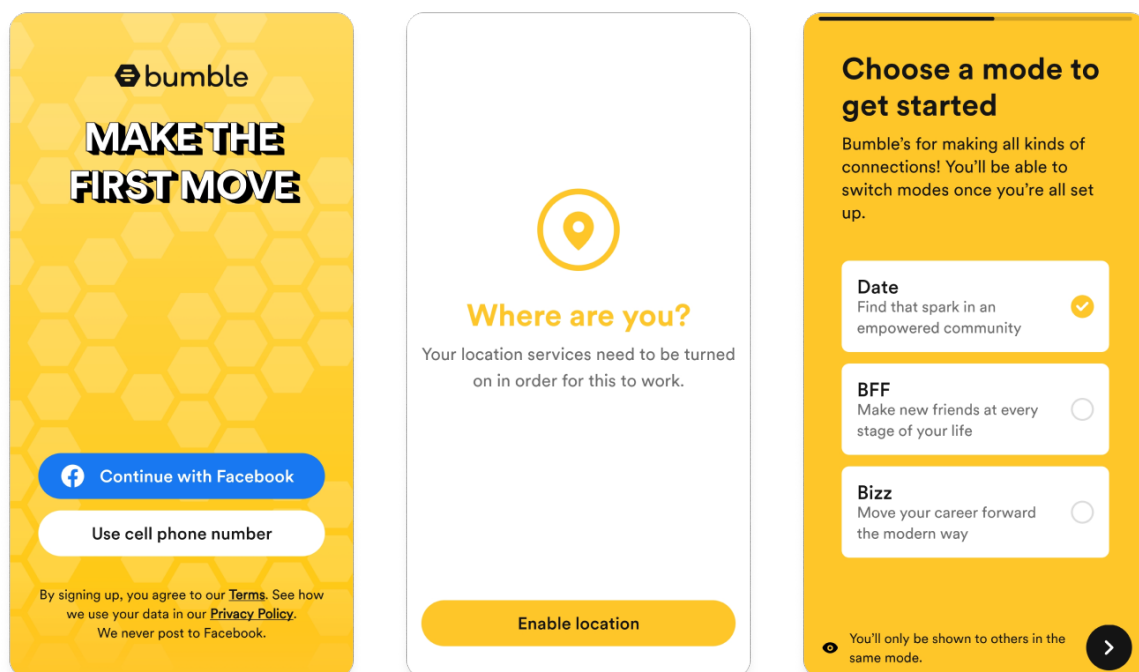 bumble
MAKE THE
FIRST MOVE
Continue with Facebook
Use cell phone number
By signing up, you agree to our Terms. See how
we use your data in our Privacy Policy.
We never post to Facebook.
Where are you?
Your location services need to be turned
on in order for this to work.
Enable location
Choose a mode to
get started
Bumble’s for making all kinds of
connections! You’ll be able to
switch modes once you’re all set
up.
Date
Find that spark in an
empowered community
BFF
Make new friends at every
stage of your life
Bizz
Move your career forward
the modern way
You’ll only be shown to others in the
same mode.